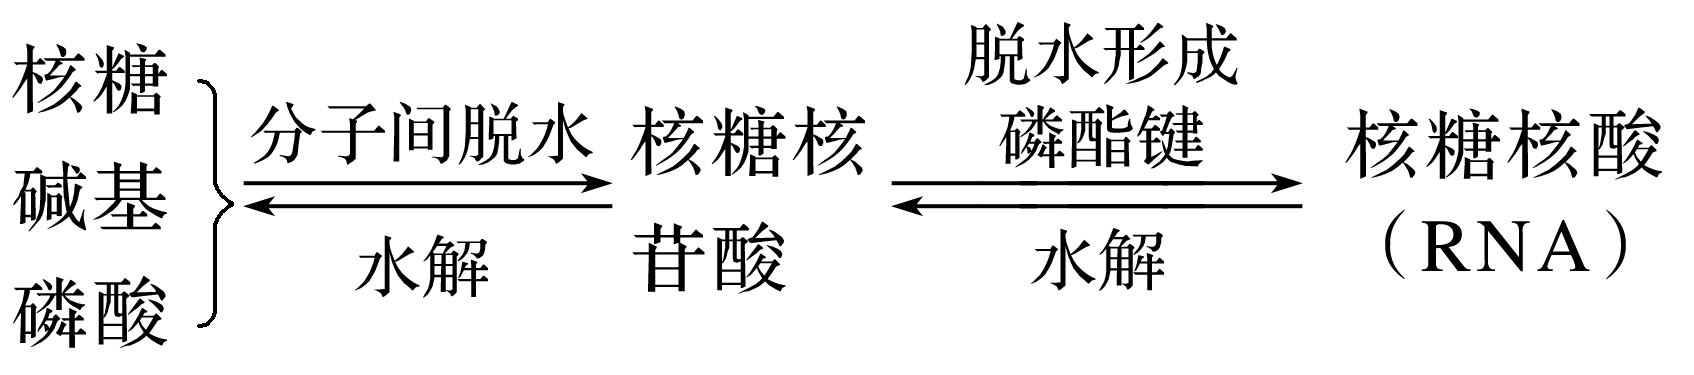 核糖
碱基
磷酸
分子间脱水
水解
核糖核
苷酸
脱水形成
磷酯键
水解
核糖核酸
（RNA）